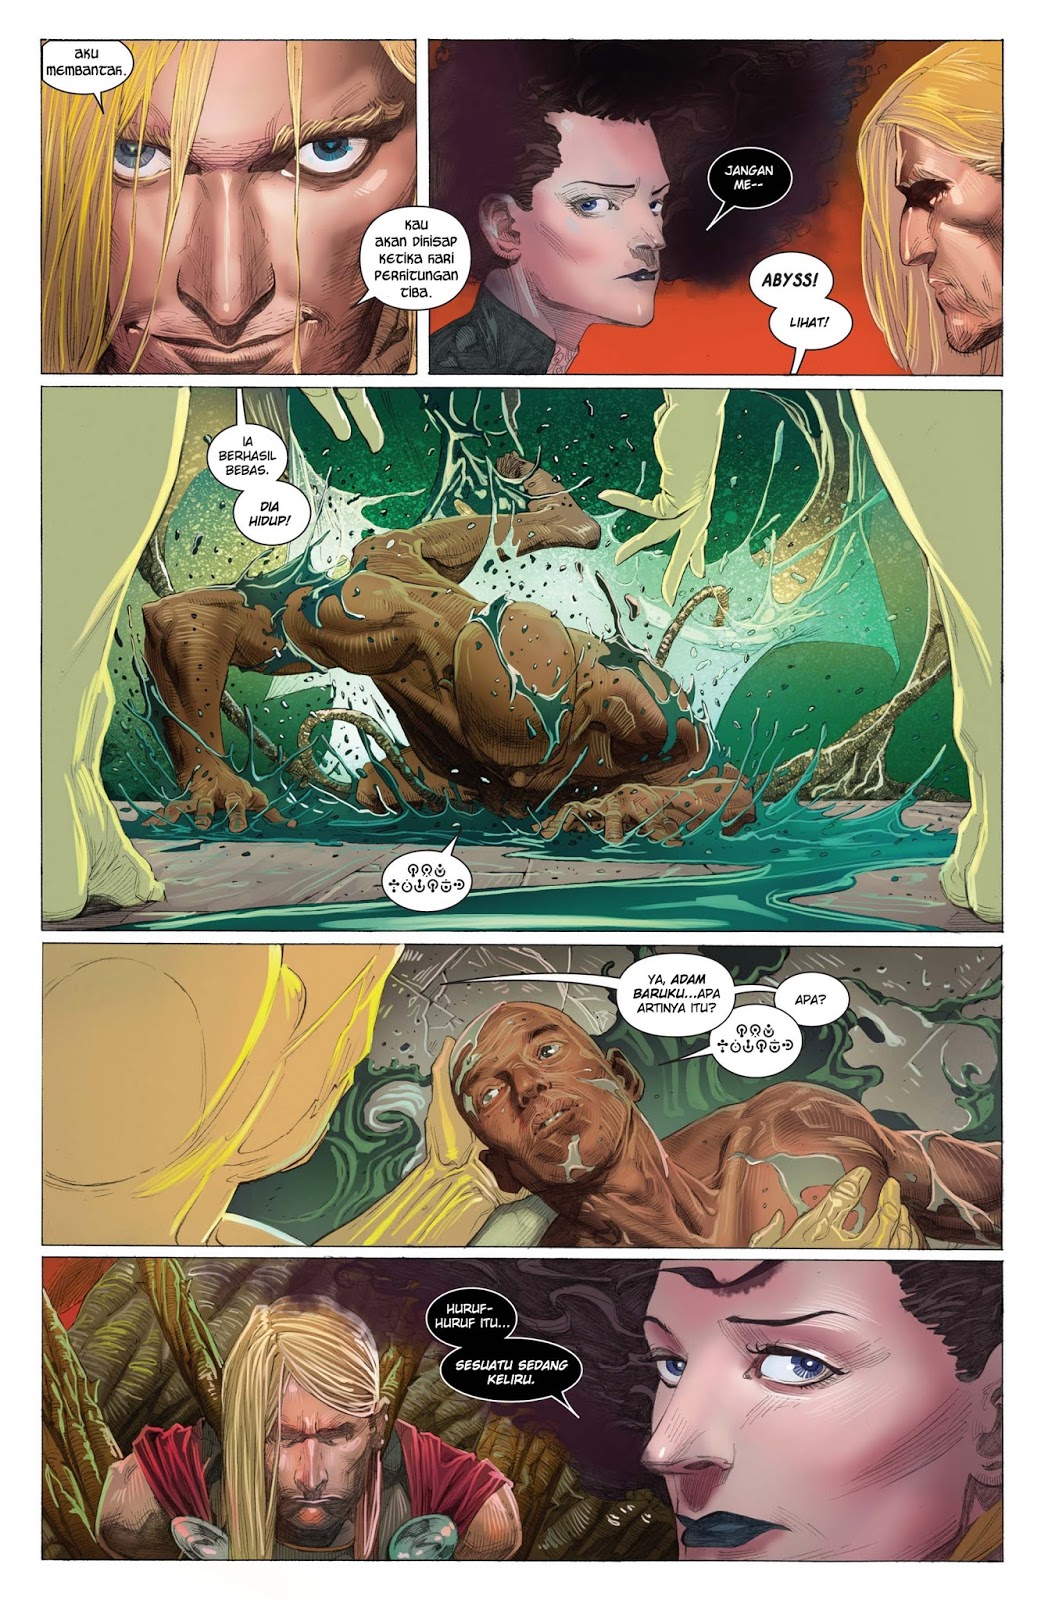 AKU
MEMBANTAH.
KAU
AKAN DIHISAP
KETIKA HARI
PERHITUNGAN
TIBA.
JANGAN
ME--
ABYSS!
LIHAT!
IA
BERHASIL
BEBAS.
DIA
HIDUP!
YA, ADAM
BARUKU...APA
ARTINYA ITU?
APA?
HURUF-
HURUF ITU...
SESUATU SEDANG
KELIRU.